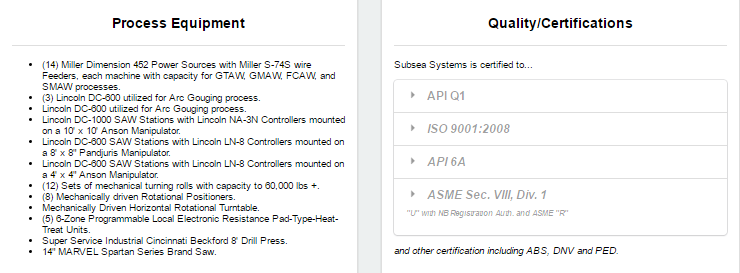 Process Equipment
(14) Miller Dimension 452 Power Sources with Miller S-74S wire
Feeders, each machine with capacity for GTAW, GMAW, FCAW, and
SMAW processes.
(3) Lincoln DC-600 utilized for Arc Gouging process.
Lincoln DC-600 utilized for Arc Gouging process.
Lincoln DC-1000 SAW Stations with Lincoln NA-3N Controllers mounted
on a 10' x 10' Anson Manipulator.
Lincoln DC-600 SAW Stations with Lincoln LN-8 Controllers mounted on
a 8' x 8" Pandjuris Manipulator.
Lincoln DC-600 SAW Stations with Lincoln LN-8 Controllers mounted on
a 4' x 4" Anson Manipulator.
(12) Sets of mechanical turning rolls with capacity to 60,000 lbs +.
(8) Mechanically driven Rotational Positioners.
Mechanically Driven Horizontal Rotational Turntable.
(5) 6-Zone Programmable Local Electronic Resistance Pad-Type-Heat-
Treat Units.
Super Service Industrial Cincinnati Beckford 8' Drill Press.
14" MARVEL Spartan Series Brand Saw.
Quality/Certifications
Subsea Systems is certified to...
API Q1
ISO 9001:2008
API 6A
ASME Sec. VIII, Div. 1
"U" with NB Registration Auth. and ASME "R"
and other certification including ABS, DNV and PED.